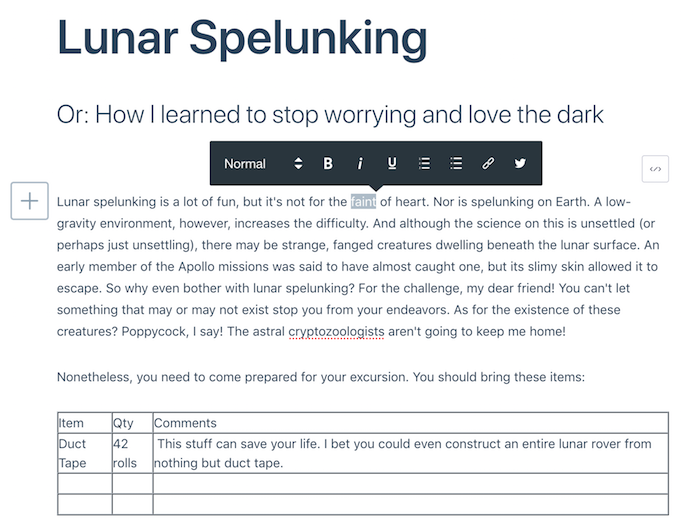 Lunar Spelunking
Or: How I learned to stop worrying and love the dark
Normal B i U
Lunar spelunking is a lot of fun, but it's not for the faint of heart. Nor is spelunking on Earth. A low-
gravity environment, however, increases the difficulty. And although the science on this is unsettled (or
perhaps just unsettling), there may be strange, fanged creatures dwelling beneath the lunar surface. An
early member of the Apollo missions was said to have almost caught one, but its slimy skin allowed it to
escape. So why even bother with lunar spelunking? For the challenge, my dear friend! You can't let
something that may or may not exist stop you from your endeavors. As for the existence of these
creatures? Poppycock, I say! The astral cryptozoologists aren't going to keep me home!
Nonetheless, you need to come prepared for your excursion. You should bring these items:
Item Qty Comments
Duct 42 This stuff can save your life. I bet you could even construct an entire lunar rover from
Tape rolls nothing but duct tape.